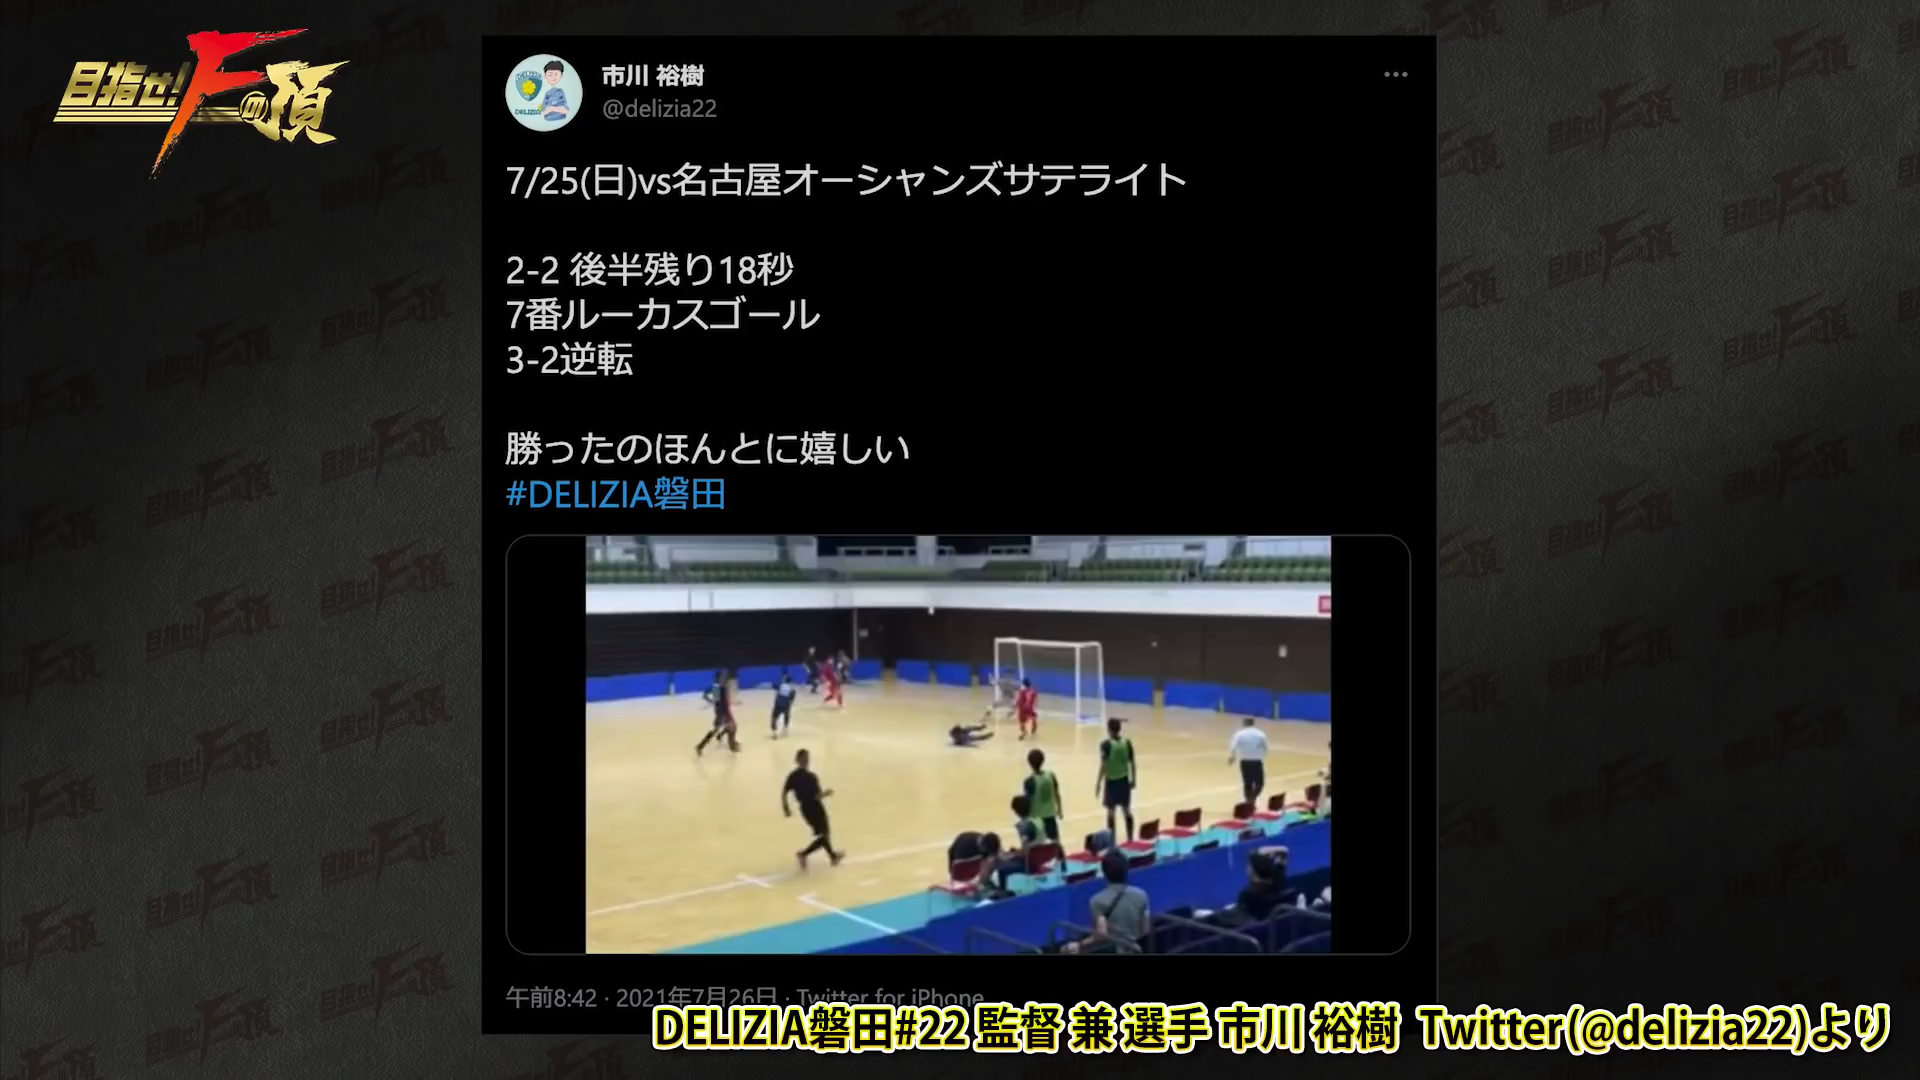 目指せ!Fの頂
市川 裕樹
@delizia22
7/25(日)vs名古屋オーシャンズサテライト
2-2 後半残り18秒
7番ルーカスゴール
3-2逆転
勝ったのほんとに嬉しい
#DELIZIA磐田
午前8:42 · 2021年7月26日 · Twitter for iPhone
DELIZIA磐田#22 監督 兼 選手 市川 裕樹 Twitter(@delizia22)より